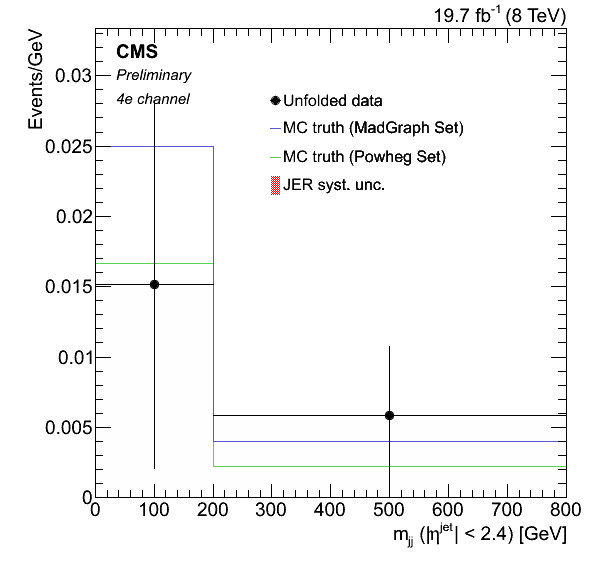 19.7 fb⁻¹ (8 TeV)
Events/GeV
CMS
Preliminary
4e channel
Unfolded data
MC truth (MadGraph Set)
MC truth (Powheg Set)
JER syst. unc.
0.03
0.025
0.02
0.015
0.01
0.005
0
0 100 200 300 400 500 600 700 800
m_jj (|η^jet| < 2.4) [GeV]